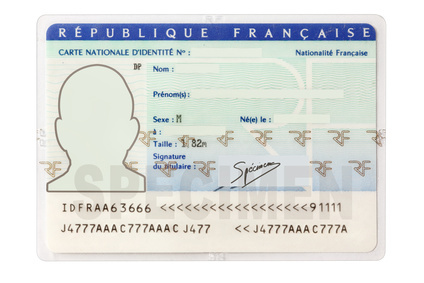 RÉPUBLIQUE FRANÇAISE
CARTE NATIONALE D'IDENTITÉ Nº : Nationalité Française
DP Nom :
Prénom(s) :
Sexe : M Né(e) le :
à :
Taille : 1 82M
Signature
du titulaire : Specimen
SPECIMEN
IDFRAA63666 <<<<<<<<<<<<<<<<<<<91111
J4777AAAC777AAAC J477 <<J4777AAAC777A